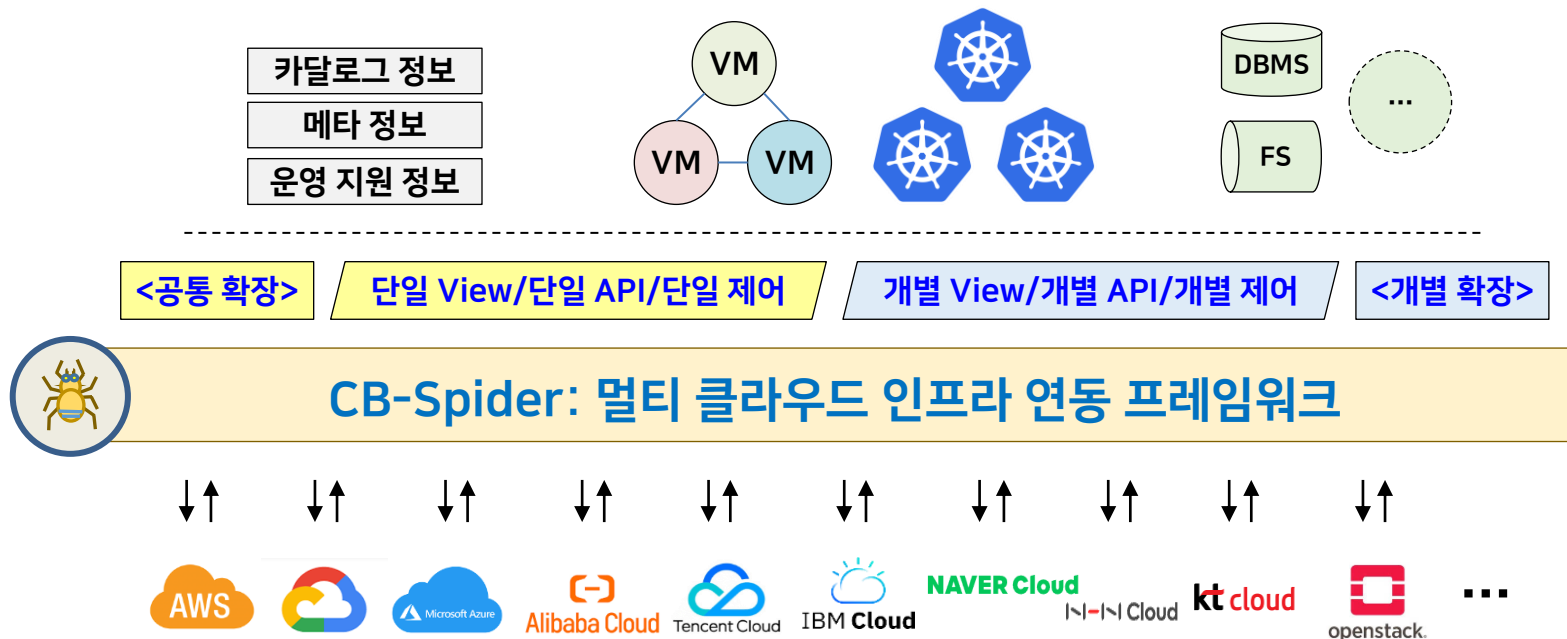 카달로그 정보
메타 정보
운영 지원 정보
VM
VM
VM
DBMS
FS
...
<공통 확장>
단일 View/단일 API/단일 제어
개별 View/개별 API/개별 제어
<개별 확장>
CB-Spider: 멀티 클라우드 인프라 연동 프레임워크
AWS
Microsoft Azure
Alibaba Cloud
Tencent Cloud
IBM Cloud
NAVER Cloud
NHN Cloud
kt cloud
openstack.
...